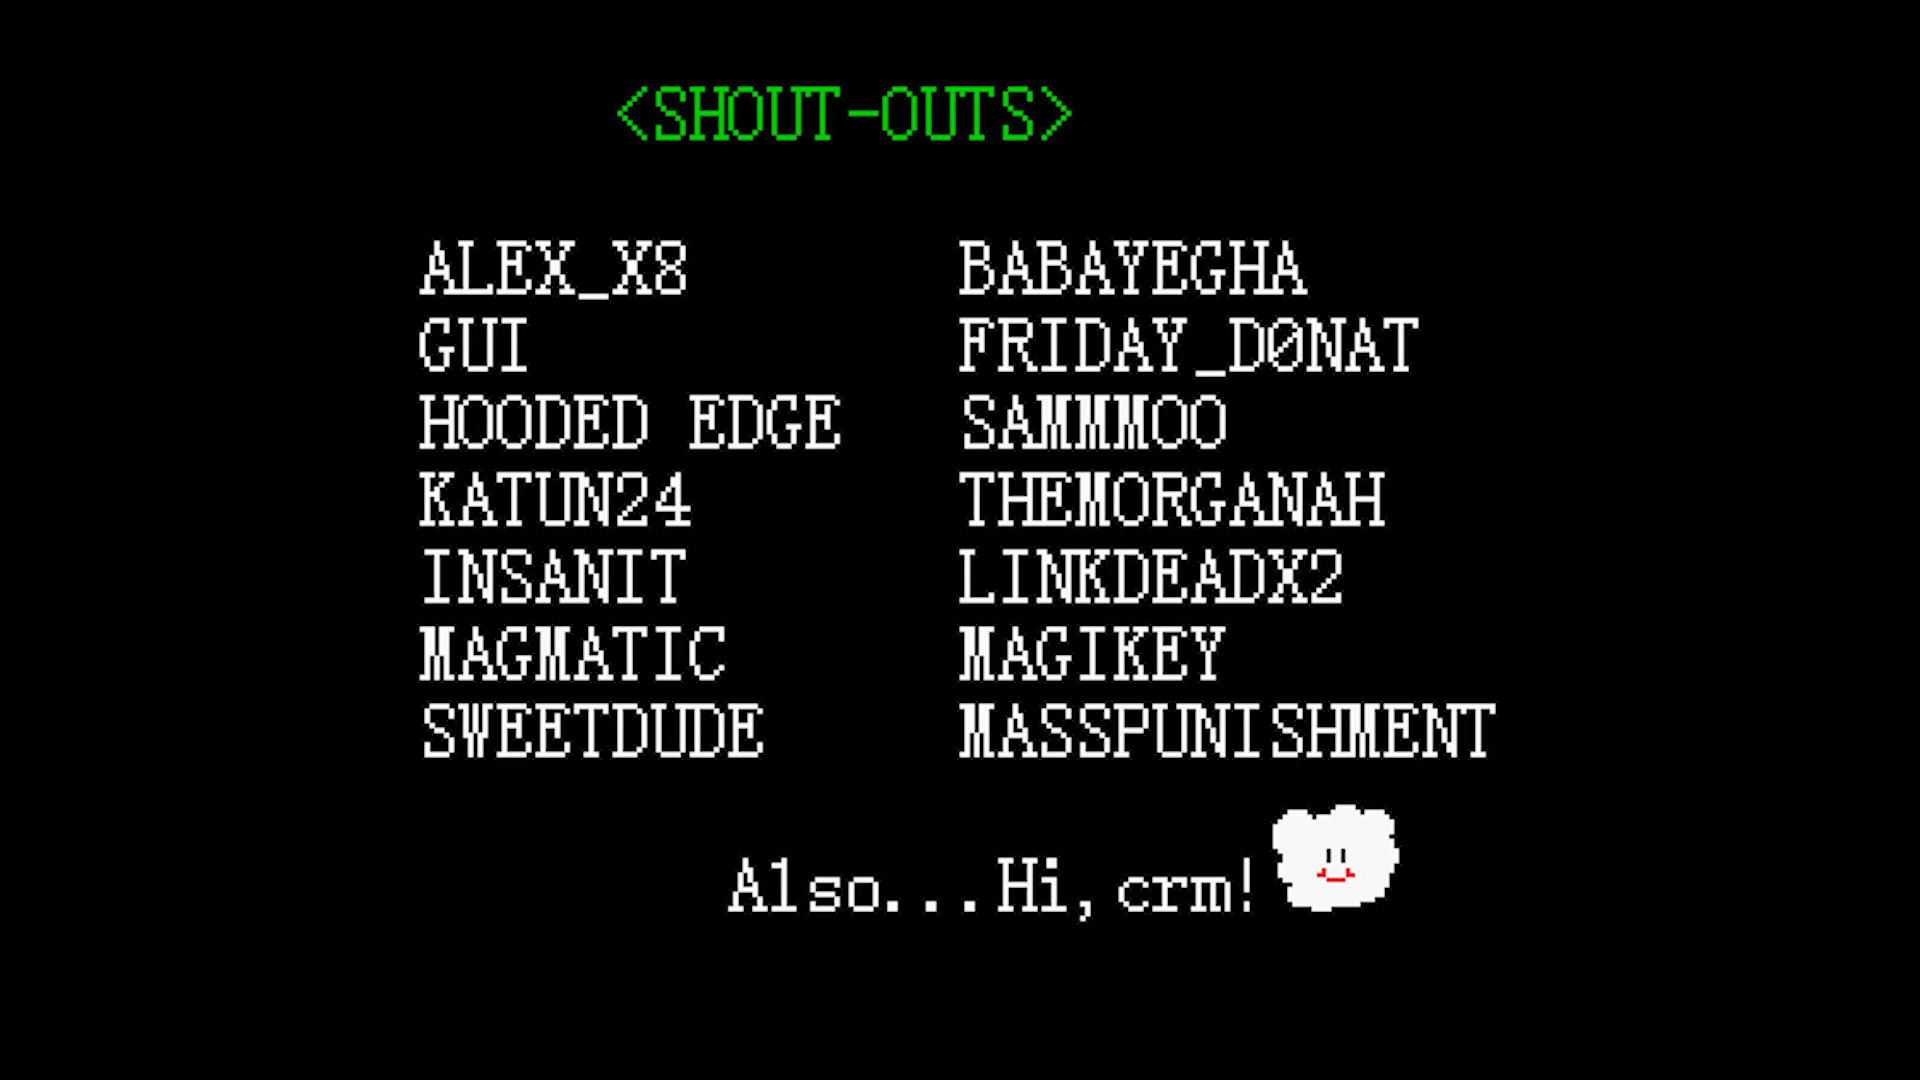 <SHOUT-OUTS>
ALEX_X8 BABAYEGHA
GUI FRIDAY_D0NAT
HOODED EDGE SAMMMOO
KATUN24 THEMORGANAH
INSANIT LINKDEADX2
MAGMATIC MAGIKEY
SWEETDUDE MASSPUNISHMENT
Also...Hi,crm!